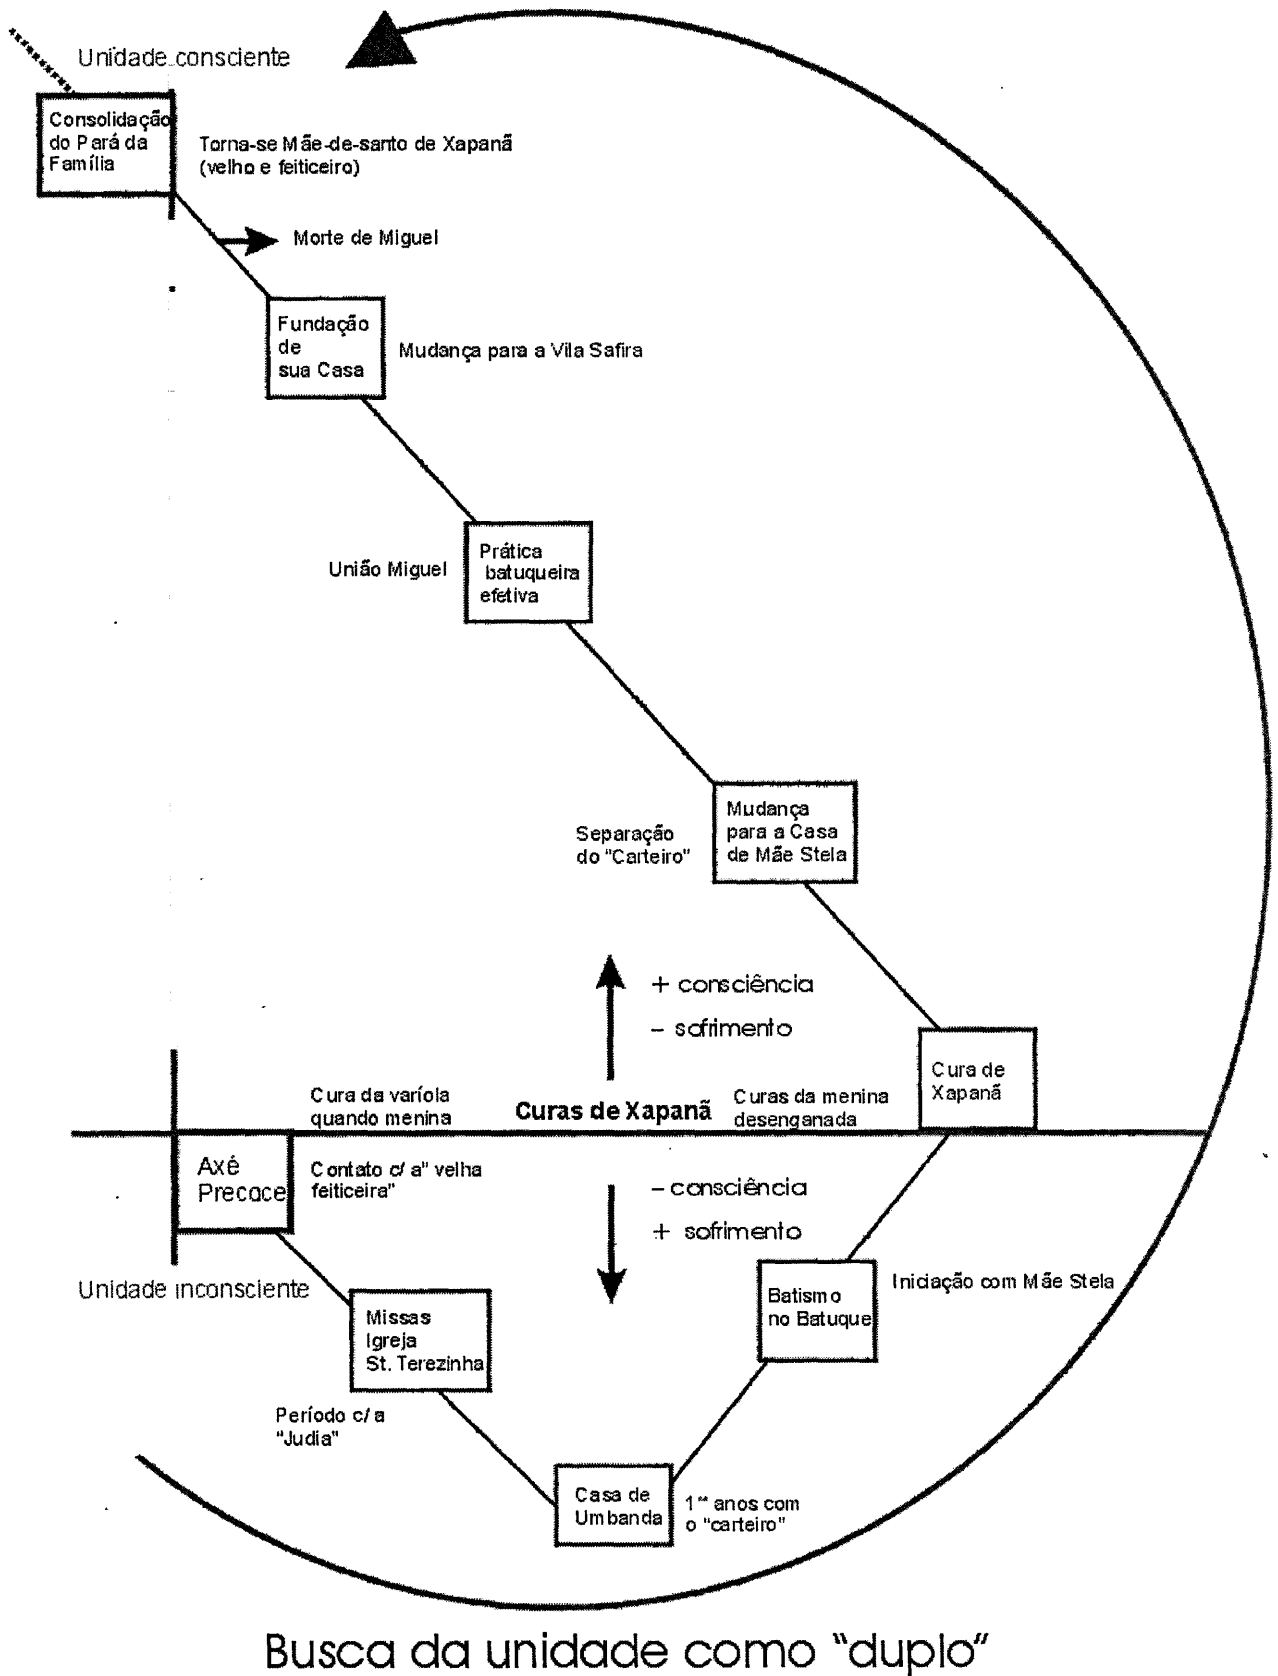 Unidade consciente
Consolidação
do Pará da
Família
Torna-se Mãe-de-santo de Xapanã
(velho e feiticeiro)
Morte de Miguel
Fundação
de
sua Casa
Mudança para a Vila Safira
União Miguel
Prática
batuqueira
efetiva
Separação
do "Carteiro"
Mudança
para a Casa
de Mãe Stela
+ consciência
- sofrimento
Cura de
Xapanã
Cura da varíola
quando menina
Curas de Xapanã
Curas da menina
desenganada
Axé
Precoce
Contato c/ a" velha
feiticeira"
- consciência
+ sofrimento
Unidade inconsciente
Missas
Igreja
St. Terezinha
Batismo
no Batuque
Iniciação com Mãe Stela
Período c/ a
"Judia"
Casa de
Umbanda
anos com
o "carteiro"
Busca da unidade como "duplo"